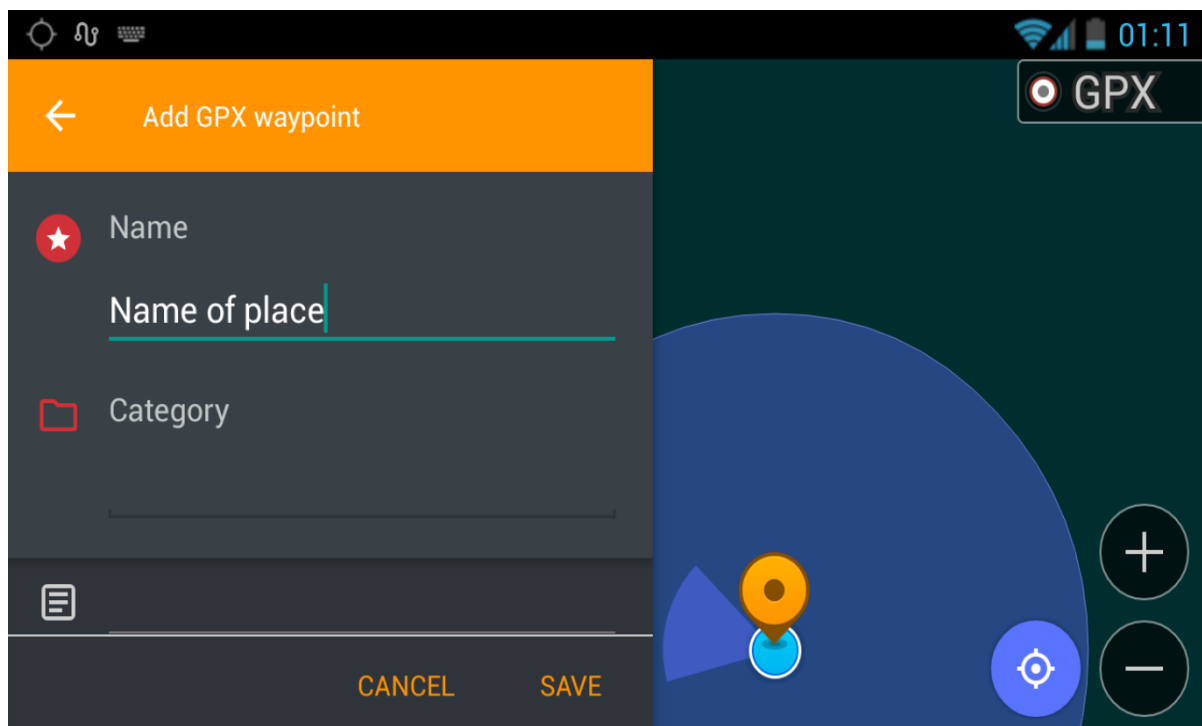 01:11
Add GPX waypoint
GPX
Name
Name of place
Category
CANCEL
SAVE